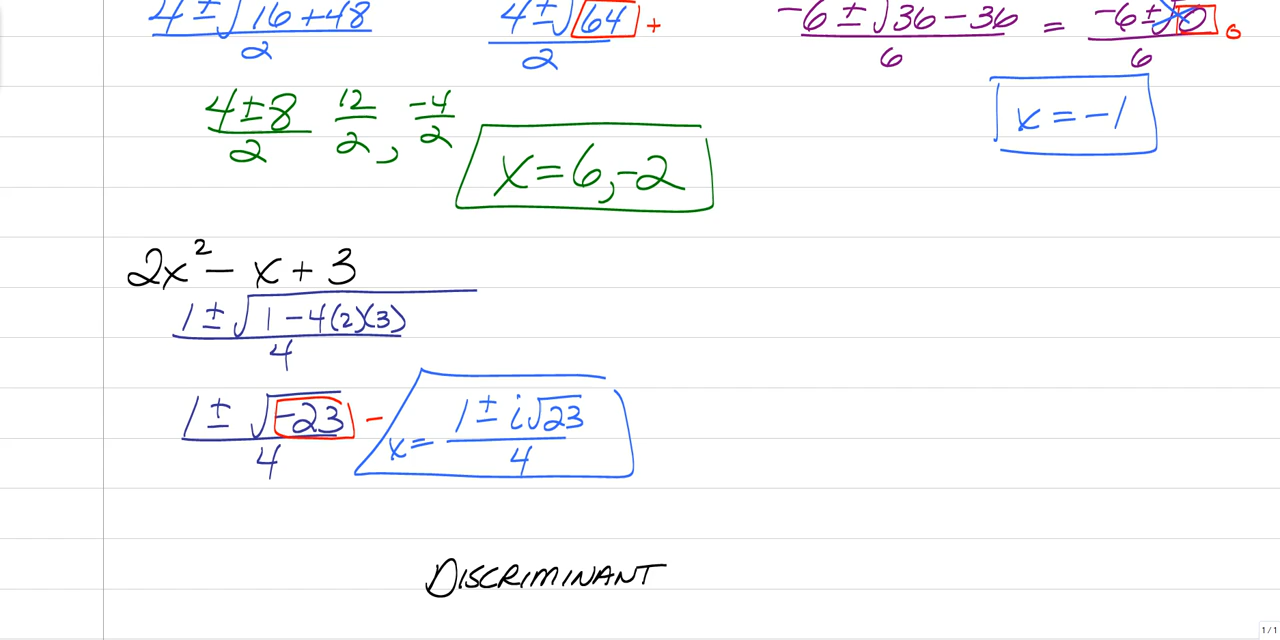 4 ± √16 + 48 / 2
4 ± √64 / 2 +
-6 ± √36 - 36 / 6 = -6 ± √0 / 6 0
4 ± 8 / 2 12 / 2 , -4 / 2
x = 6, -2
x = -1
2x² - x + 3
1 ± √1 - 4(2)(3) / 4
1 ± √-23 / 4 -
x = 1 ± i√23 / 4
DISCRIMINANT
1 / 1